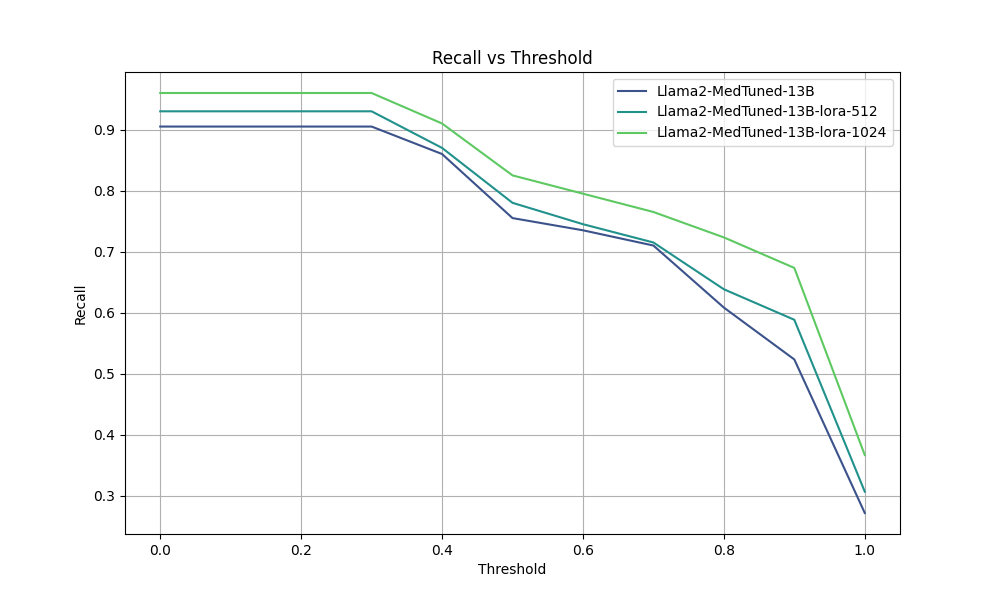 Recall vs Threshold
Llama2-MedTuned-13B
Llama2-MedTuned-13B-lora-512
Llama2-MedTuned-13B-lora-1024
0.9
0.8
0.7
0.6
0.5
0.4
0.3
Recall
0.0 0.2 0.4 0.6 0.8 1.0
Threshold